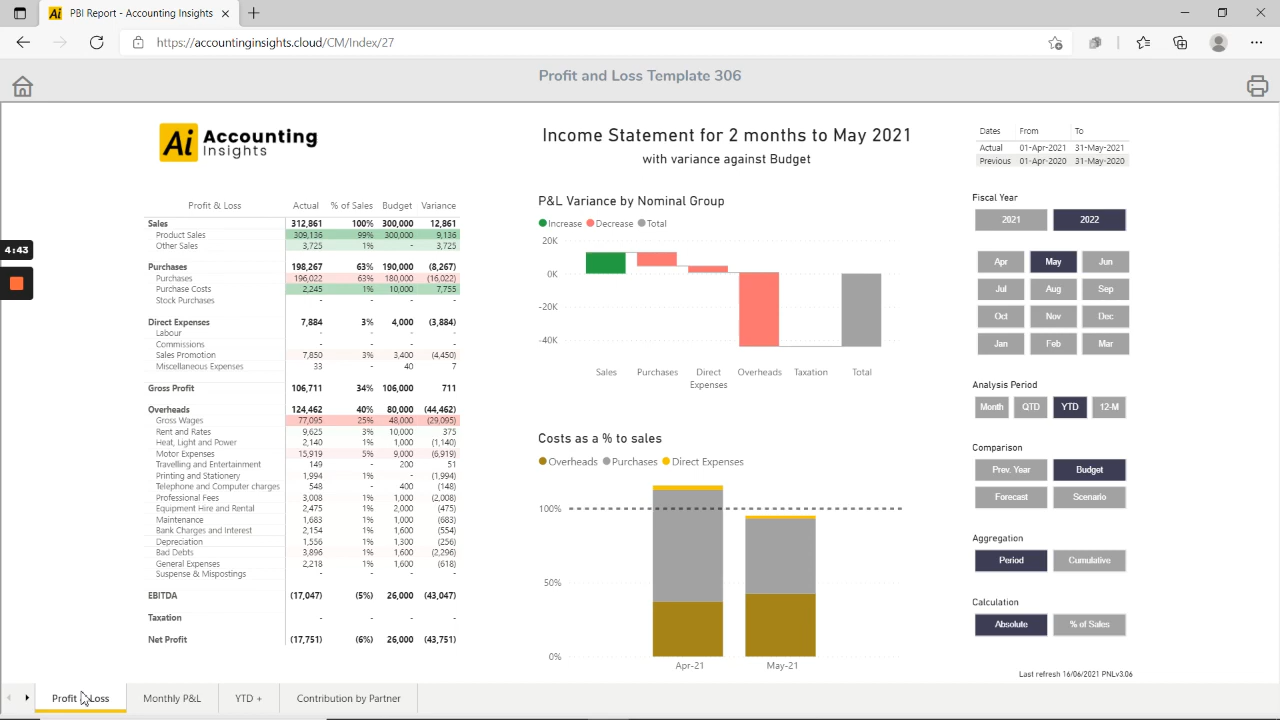 PBI Report - Accounting Insights
https://accountinginsights.cloud/CM/Index/27
Profit and Loss Template 306
Ai Accounting Insights
Income Statement for 2 months to May 2021
with variance against Budget
Dates From To
Actual 01-Apr-2021 31-May-2021
Previous 01-Apr-2020 31-May-2020
4:43
Profit & Loss Actual % of Sales Budget Variance
Sales 312,861 100% 300,000 12,861
Product Sales 309,136 99% 300,000 9,136
Other Sales 3,725 1% - 3,725
Purchases 198,267 63% 190,000 (8,267)
Purchases 196,022 63% 180,000 (16,022)
Purchase Costs 2,245 1% 10,000 7,755
Stock Purchases - - - -
Direct Expenses 7,884 3% 4,000 (3,884)
Labour - - - -
Commissions - - - -
Sales Promotion 7,850 3% 3,400 (4,450)
Miscellaneous Expenses 33 - 40 7
Gross Profit 106,711 34% 106,000 711
Overheads 124,462 40% 80,000 (44,462)
Gross Wages 77,095 25% 48,000 (29,095)
Rent and Rates 9,625 3% 10,000 375
Heat, Light and Power 2,140 1% 1,000 (1,140)
Motor Expenses 15,919 5% 9,000 (6,919)
Travelling and Entertainment 149 - 200 51
Printing and Stationery 1,994 1% - (1,994)
Telephone and Computer charges 548 - 400 (148)
Professional Fees 3,008 1% 1,000 (2,008)
Equipment Hire and Rental 2,475 1% 2,000 (475)
Maintenance 1,683 1% 1,000 (683)
Bank Charges and Interest 2,154 1% 1,600 (554)
Depreciation 1,556 1% 1,300 (256)
Bad Debts 3,896 1% 1,600 (2,296)
General Expenses 2,218 1% 1,600 (618)
Suspense & Mispostings - - - -
EBITDA (17,047) (5%) 26,000 (43,047)
Taxation - - - -
Net Profit (17,751) (6%) 26,000 (43,751)
P&L Variance by Nominal Group
Increase Decrease Total
20K
0K
-20K
-40K
Sales Purchases Direct Expenses Overheads Taxation Total
Costs as a % to sales
Overheads Purchases Direct Expenses
100%
50%
0%
Apr-21 May-21
Fiscal Year
2021 2022
Apr May Jun
Jul Aug Sep
Oct Nov Dec
Jan Feb Mar
Analysis Period
Month QTD YTD 12-M
Comparison
Prev. Year Budget
Forecast Scenario
Aggregation
Period Cumulative
Calculation
Absolute % of Sales
Last refresh 16/06/2021 PNLv3.06
Profit & Loss Monthly P&L YTD + Contribution by Partner